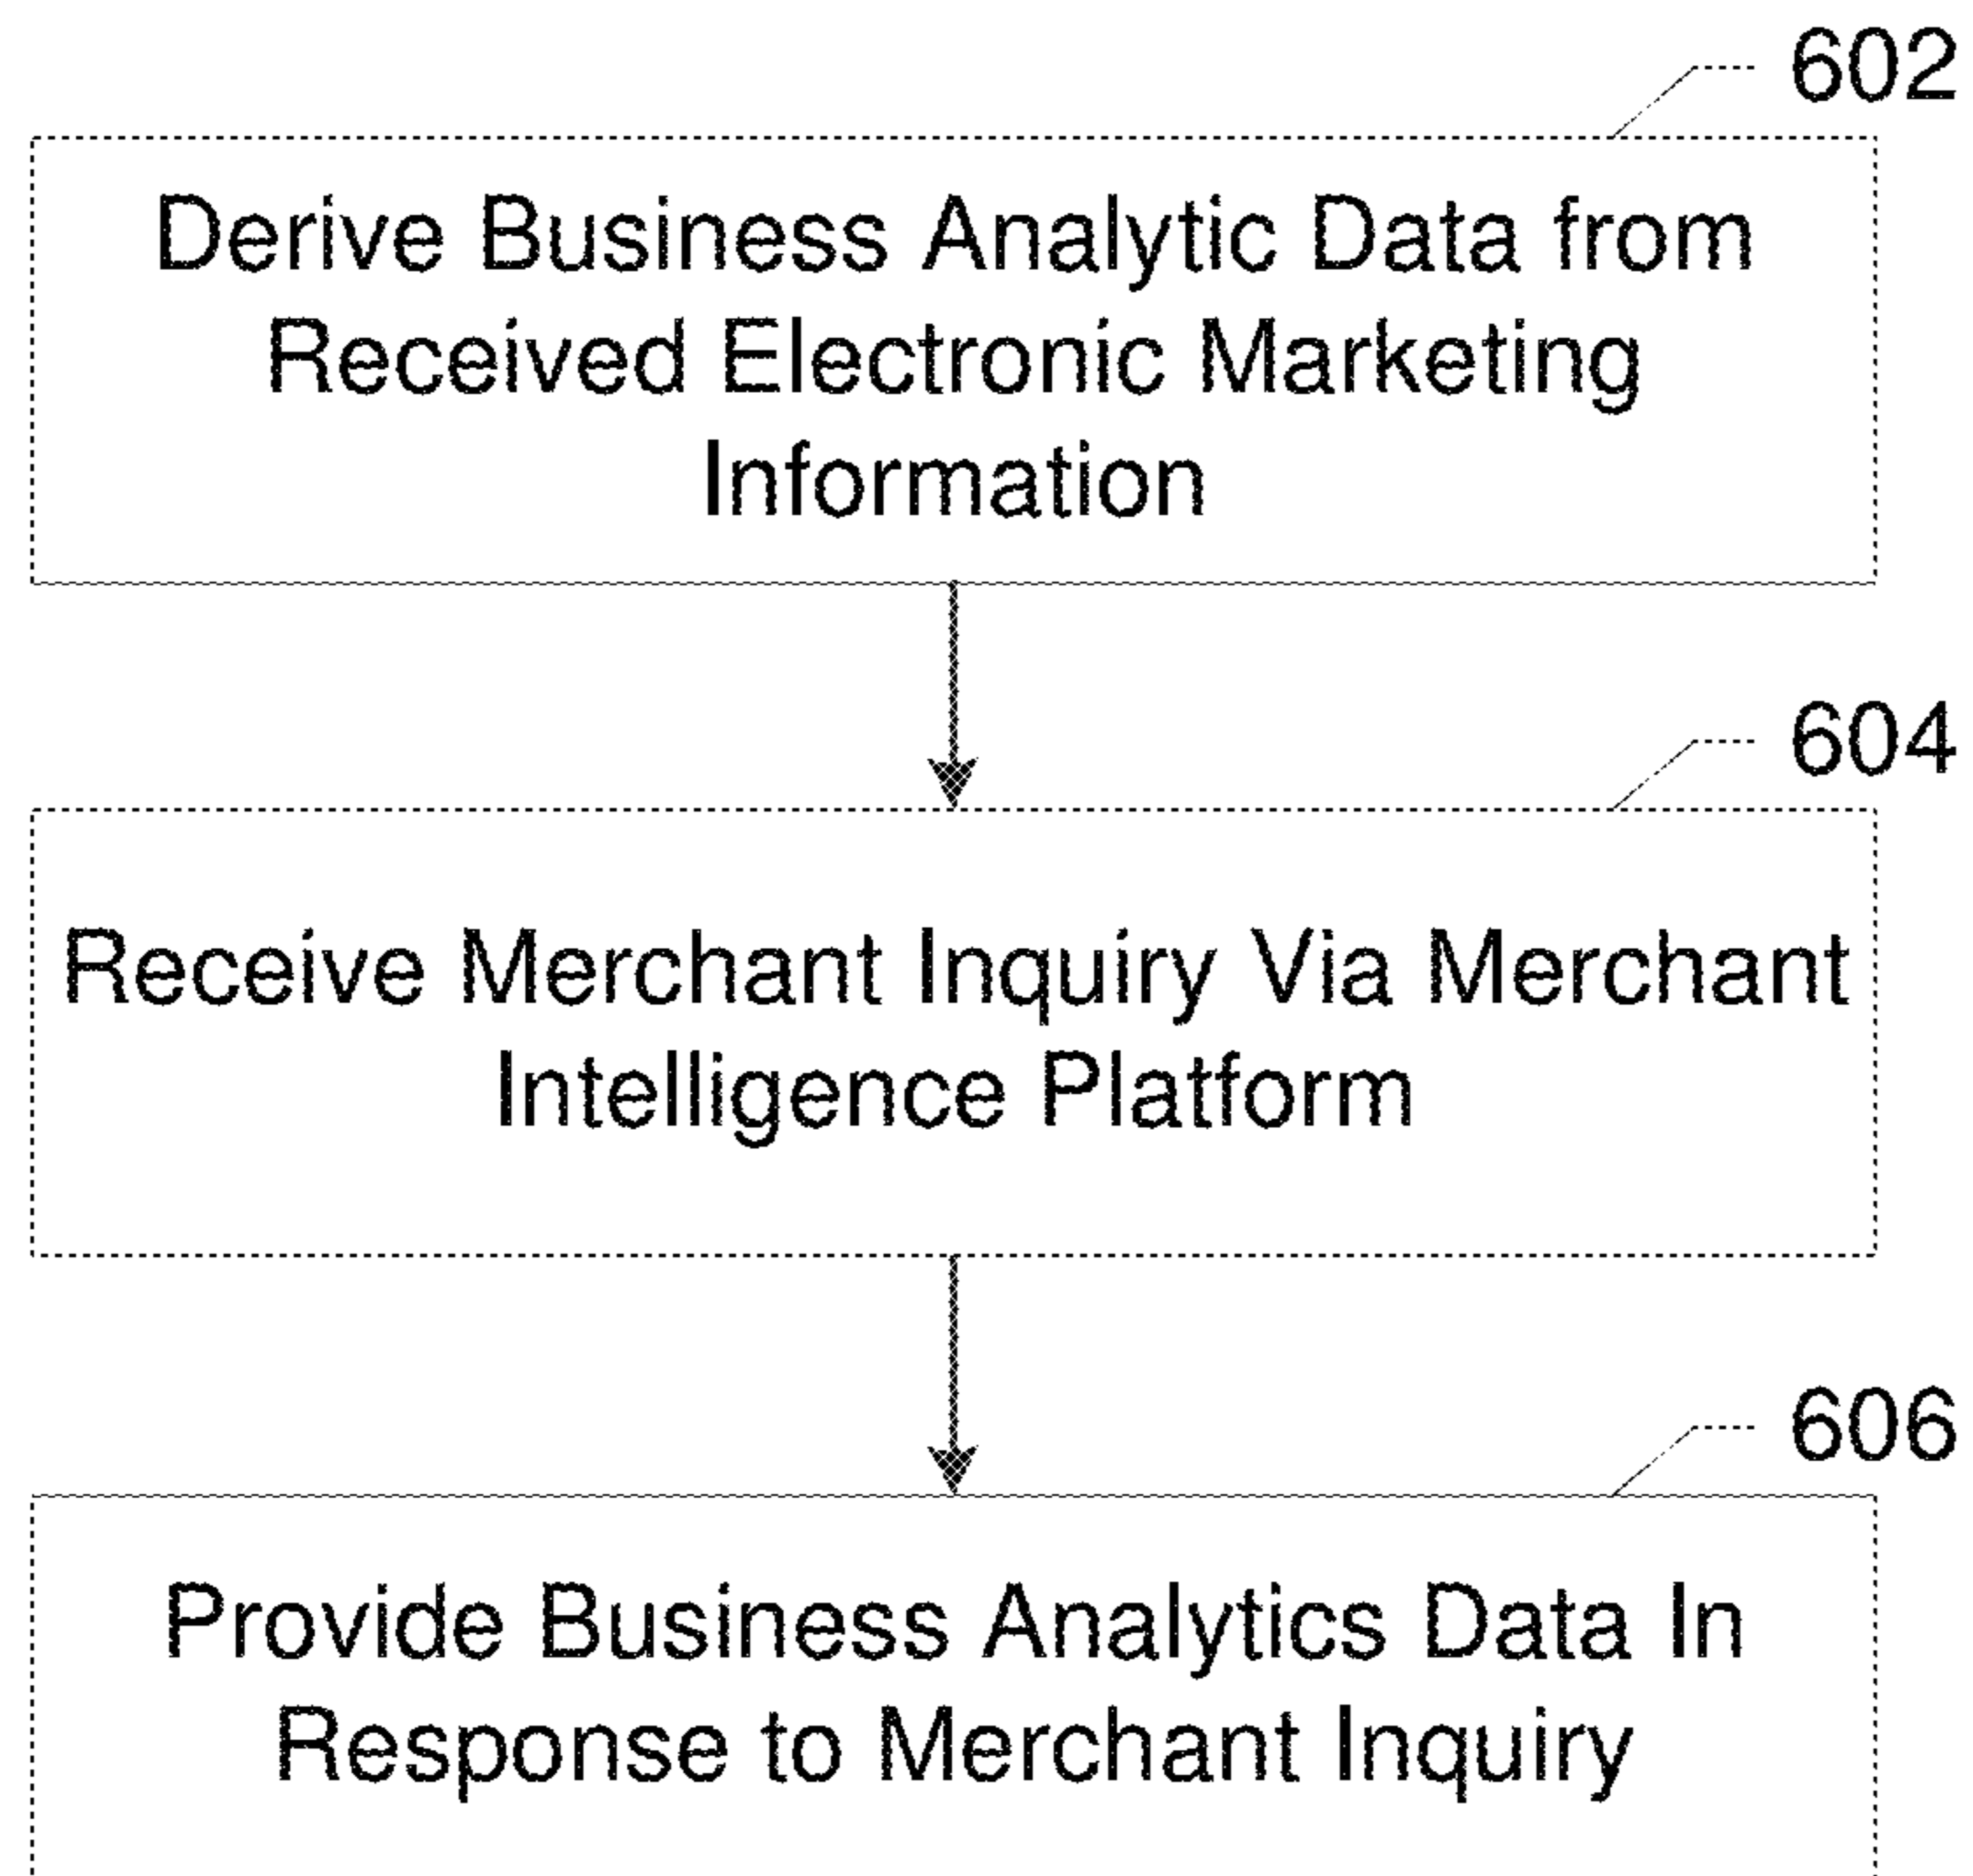 602
Derive Business Analytic Data from
Received Electronic Marketing
Information
604
Receive Merchant Inquiry Via Merchant
Intelligence Platform
606
Provide Business Analytics Data In
Response to Merchant Inquiry